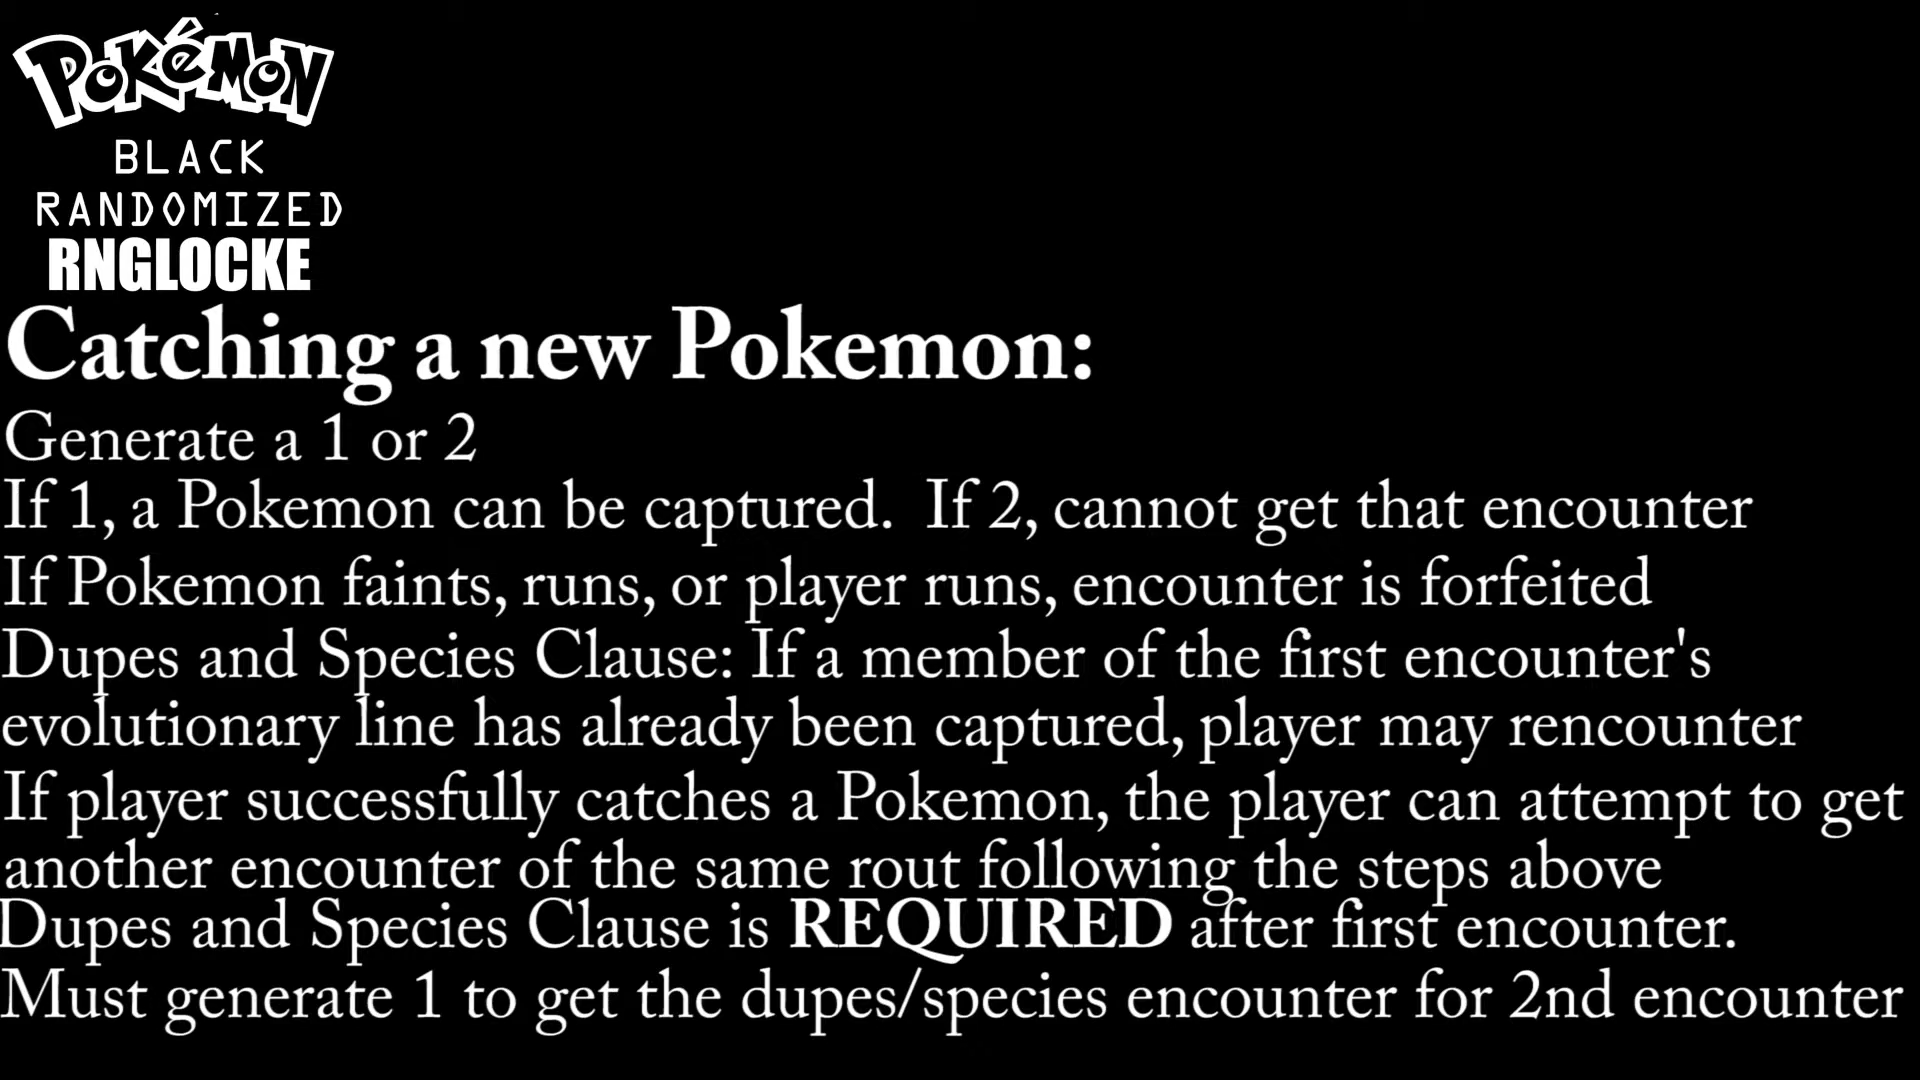 Pokémon
BLACK
RANDOMIZED
RNGLOCKE
Catching a new Pokemon:
Generate a 1 or 2
If 1, a Pokemon can be captured.  If 2, cannot get that encounter
If Pokemon faints, runs, or player runs, encounter is forfeited
Dupes and Species Clause: If a member of the first encounter's
evolutionary line has already been captured, player may rencounter
If player successfully catches a Pokemon, the player can attempt to get
another encounter of the same rout following the steps above
Dupes and Species Clause is REQUIRED after first encounter.
Must generate 1 to get the dupes/species encounter for 2nd encounter